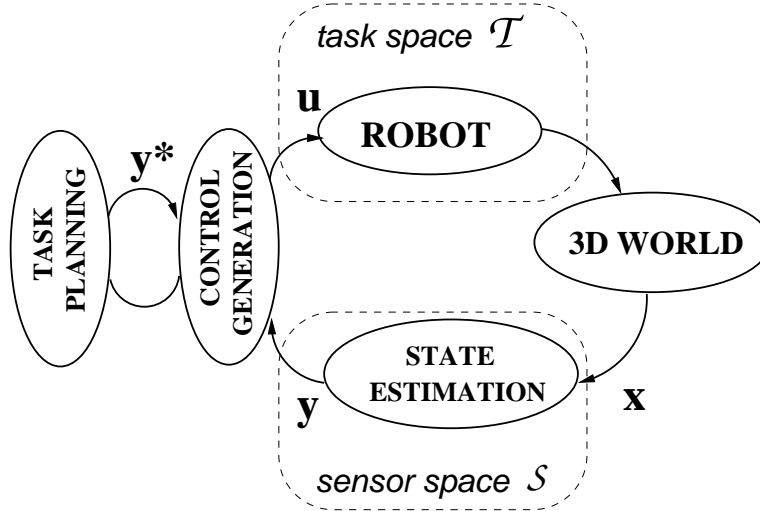 task space 𝒯
u
ROBOT
y*
TASK
PLANNING
CONTROL
GENERATION
3D WORLD
STATE
ESTIMATION
y
x
sensor space 𝒮